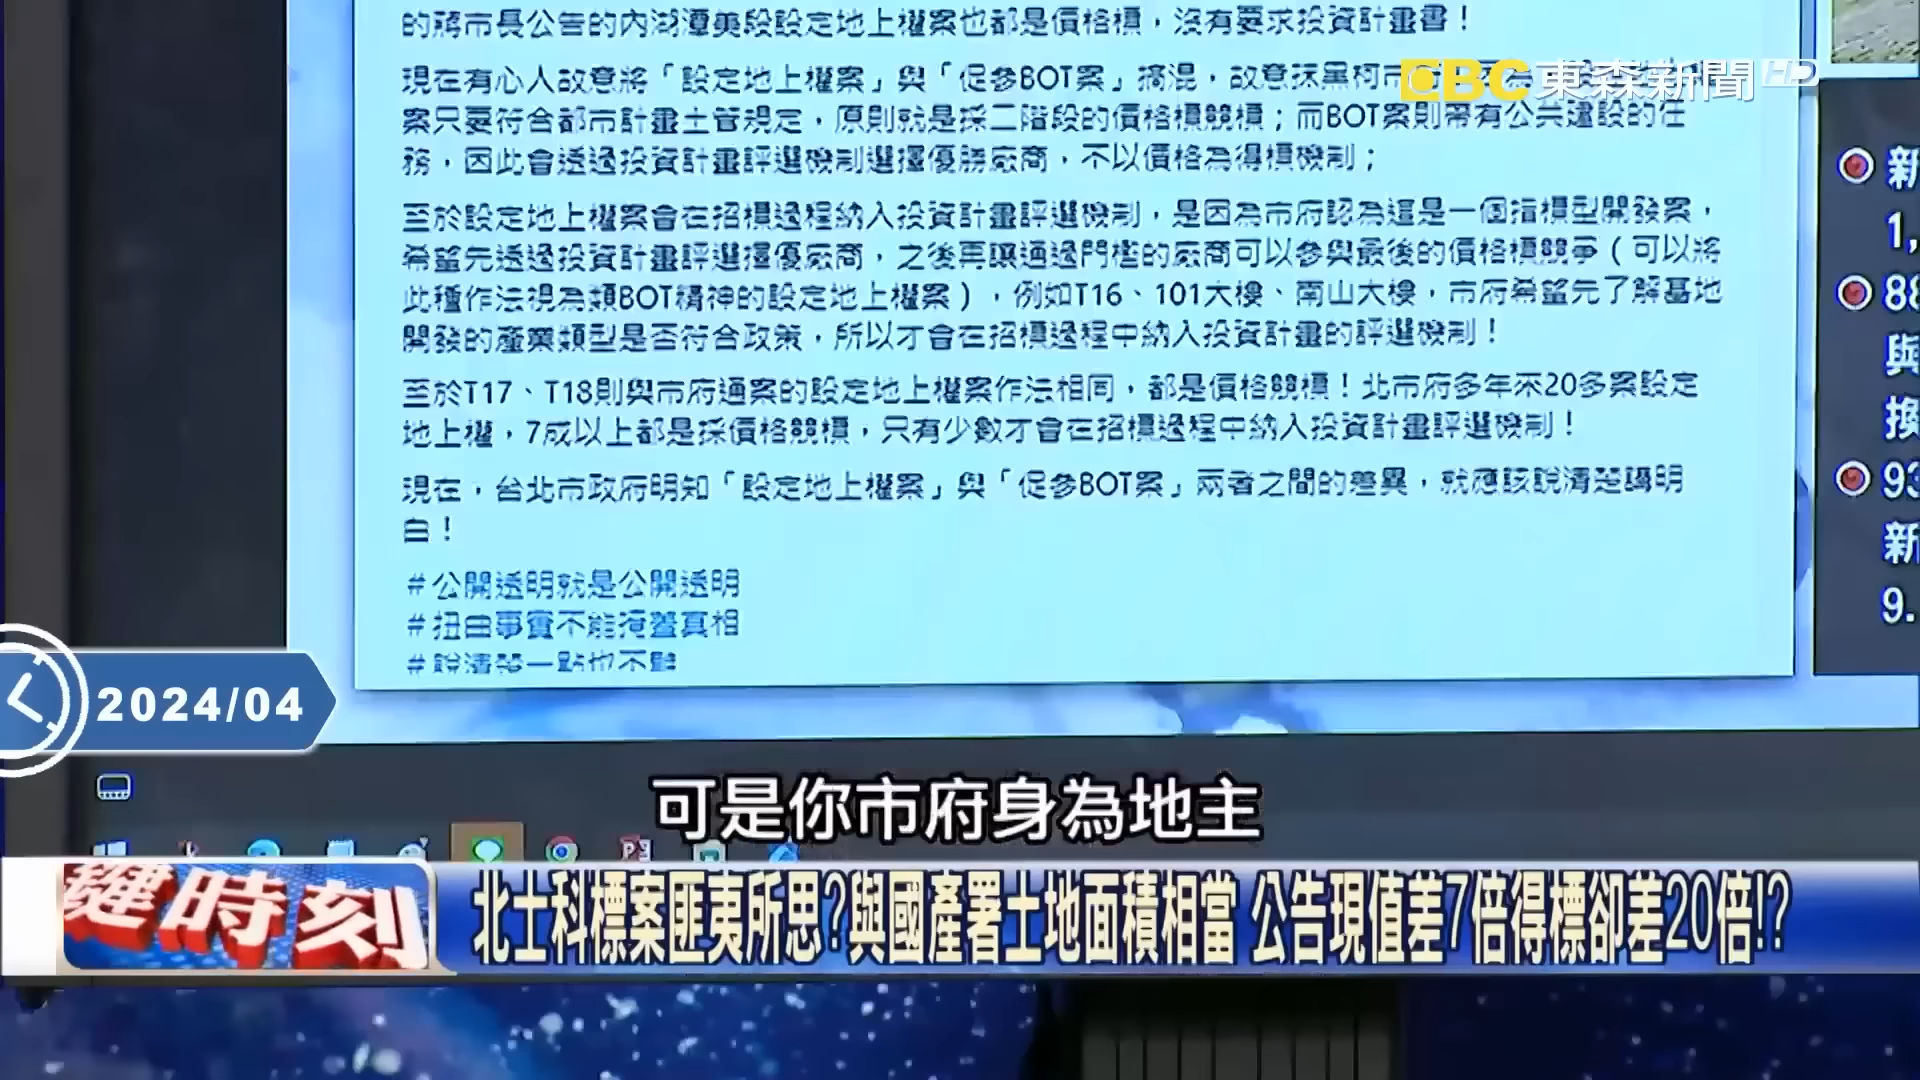 的蔣市長公告的內湖潭美段設定地上權案也都是價格標，沒有要求投資計畫書！
EBC東森新聞HD
現在有心人故意將「設定地上權案」與「促參BOT案」搞混，故意抹黑柯市
案只要符合都市計畫土管規定，原則就是採二階段的價格標競標；而BOT案則帶有公共建設的任
務，因此會透過投資計畫評選機制選擇優勝廠商，不以價格為得標機制；
至於設定地上權案會在招標過程納入投資計畫評選機制，是因為市府認為這是一個指標型開發案，
希望先透過投資計畫評選擇優廠商，之後再讓通過門檻的廠商可以參與最後的價格標競爭（可以將
此種作法視為類BOT精神的設定地上權案），例如T16、101大樓、南山大樓，市府希望先了解基地
開發的產業類型是否符合政策，所以才會在招標過程中納入投資計畫的評選機制！
至於T17、T18則與市府通案的設定地上權案作法相同，都是價格競標！北市府多年來20多案設定
地上權，7成以上都是採價格競標，只有少數才會在招標過程中納入投資計畫評選機制！
現在，台北市政府明知「設定地上權案」與「促參BOT案」兩者之間的差異，就應該說清楚講明
白！
#公開透明就是公開透明
#扭曲事實不能掩蓋真相
#說清楚一點也不難
新
1,
88
與
換
93
新
9.
2024/04
可是你市府身為地主
鍵時刻
北士科標案匪夷所思?與國產署土地面積相當 公告現值差7倍得標卻差20倍!?